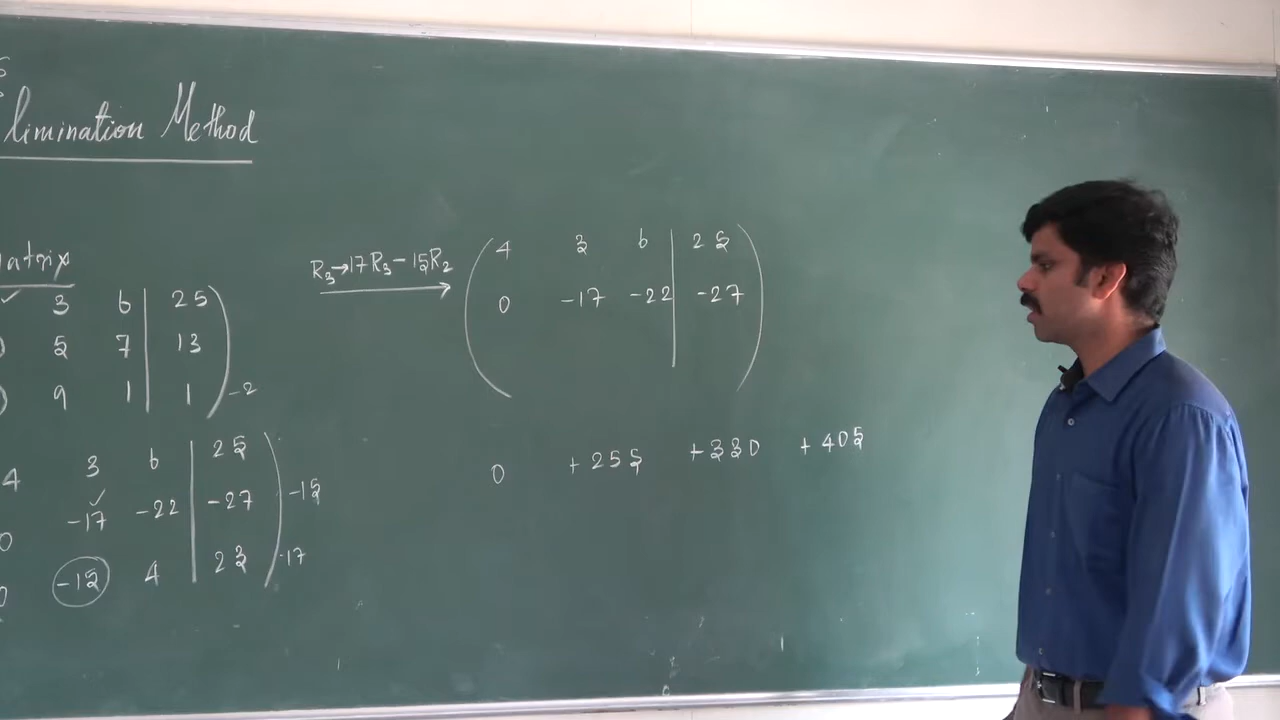 limination Method
atrix
3 6 25
5 7 13
9 1 1 -2
4 3 6 25
0 -17 -22 -27 -15
0 -15 4 23 17
R3→17R3-15R2
4 3 6 25
0 -17 -22 -27
0 +255 +330 +405